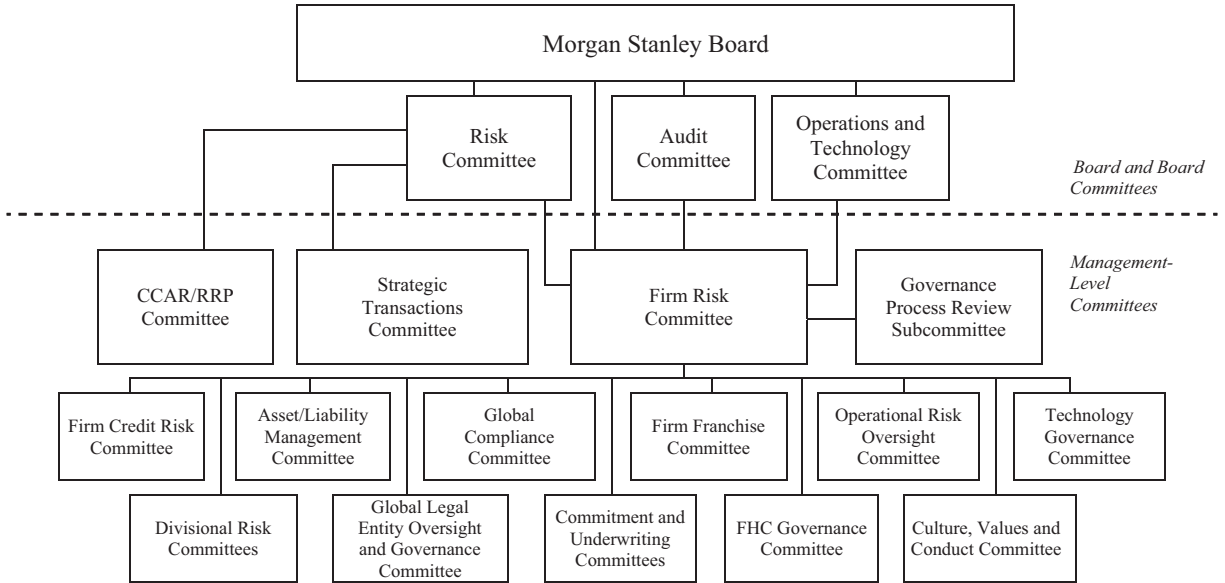 Morgan Stanley Board
Risk
Committee
Audit
Committee
Operations and
Technology
Committee
Board and Board
Committees
CCAR/RRP
Committee
Strategic
Transactions
Committee
Firm Risk
Committee
Governance
Process Review
Subcommittee
Management-
Level
Committees
Firm Credit Risk
Committee
Asset/Liability
Management
Committee
Global
Compliance
Committee
Firm Franchise
Committee
Operational Risk
Oversight
Committee
Technology
Governance
Committee
Divisional Risk
Committees
Global Legal
Entity Oversight
and Governance
Committee
Commitment and
Underwriting
Committees
FHC Governance
Committee
Culture, Values and
Conduct Committee